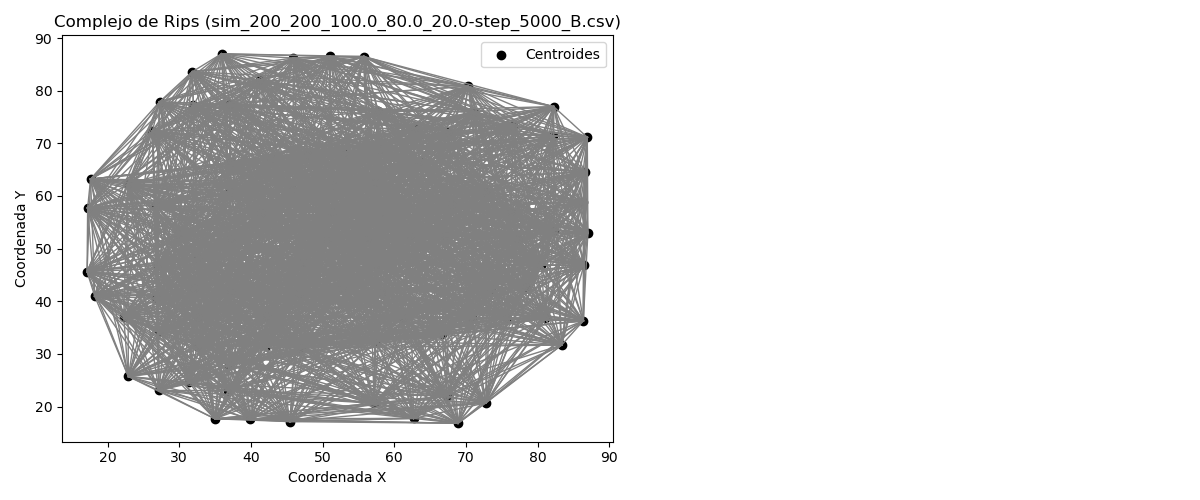 Complejo de Rips (sim_200_200_100.0_80.0_20.0-step_5000_B.csv)
90
80
70
60
50
40
30
20
Coordenada Y
Centroides
20 30 40 50 60 70 80 90
Coordenada X